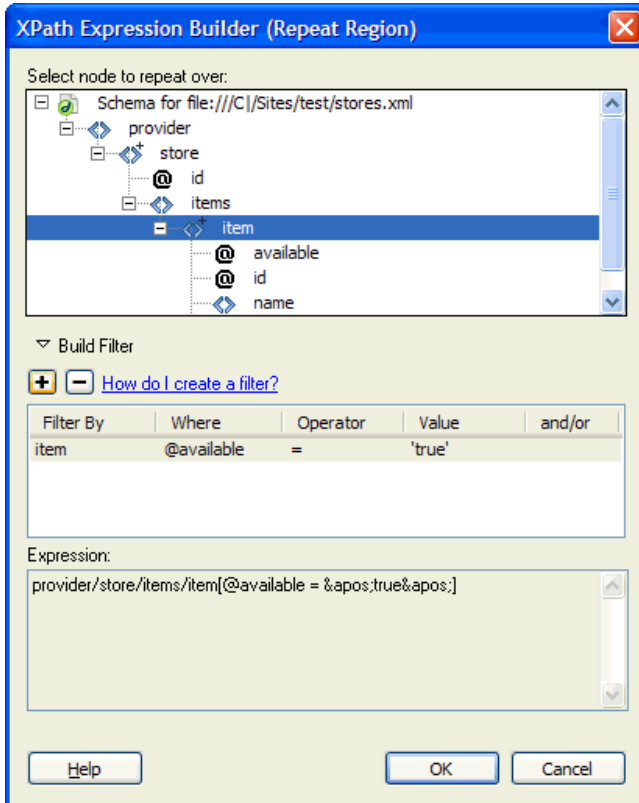 XPath Expression Builder (Repeat Region)
Select node to repeat over:
Schema for file:///C|/Sites/test/stores.xml
provider
store
@ id
items
item
@ available
@ id
name
Build Filter
How do I create a filter?
Filter By Where Operator Value and/or
item @available = 'true'
Expression:
provider/store/items/item[@available = &apos;true&apos;]
Help OK Cancel